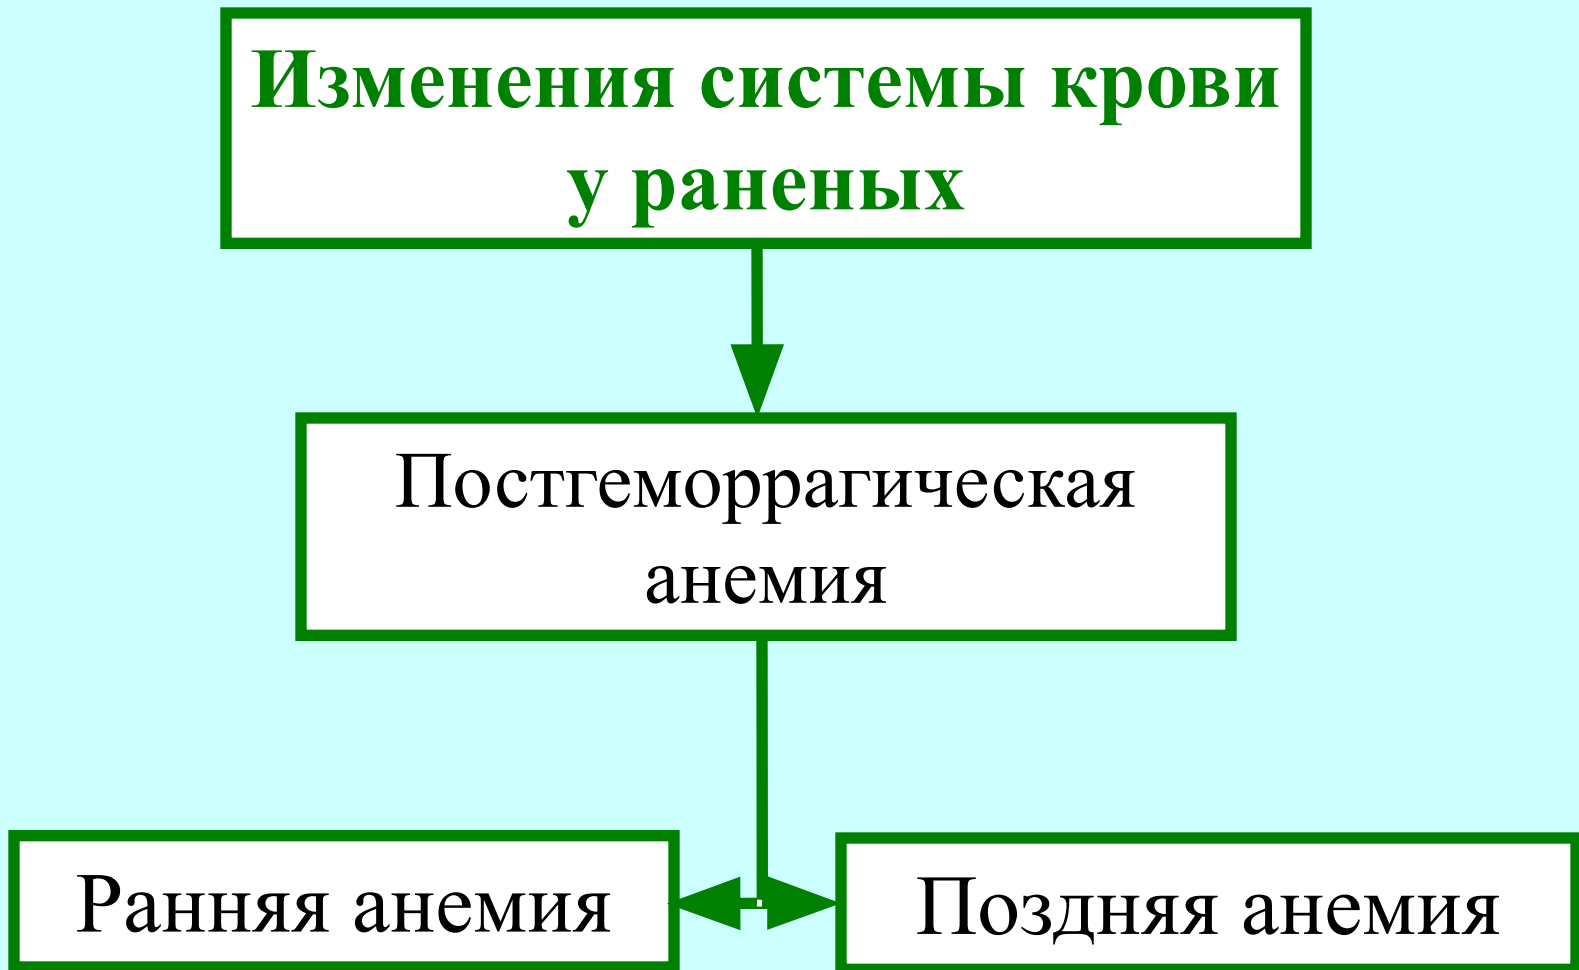 Изменения системы крови
у раненых
Постгеморрагическая
анемия
Ранняя анемия
Поздняя анемия